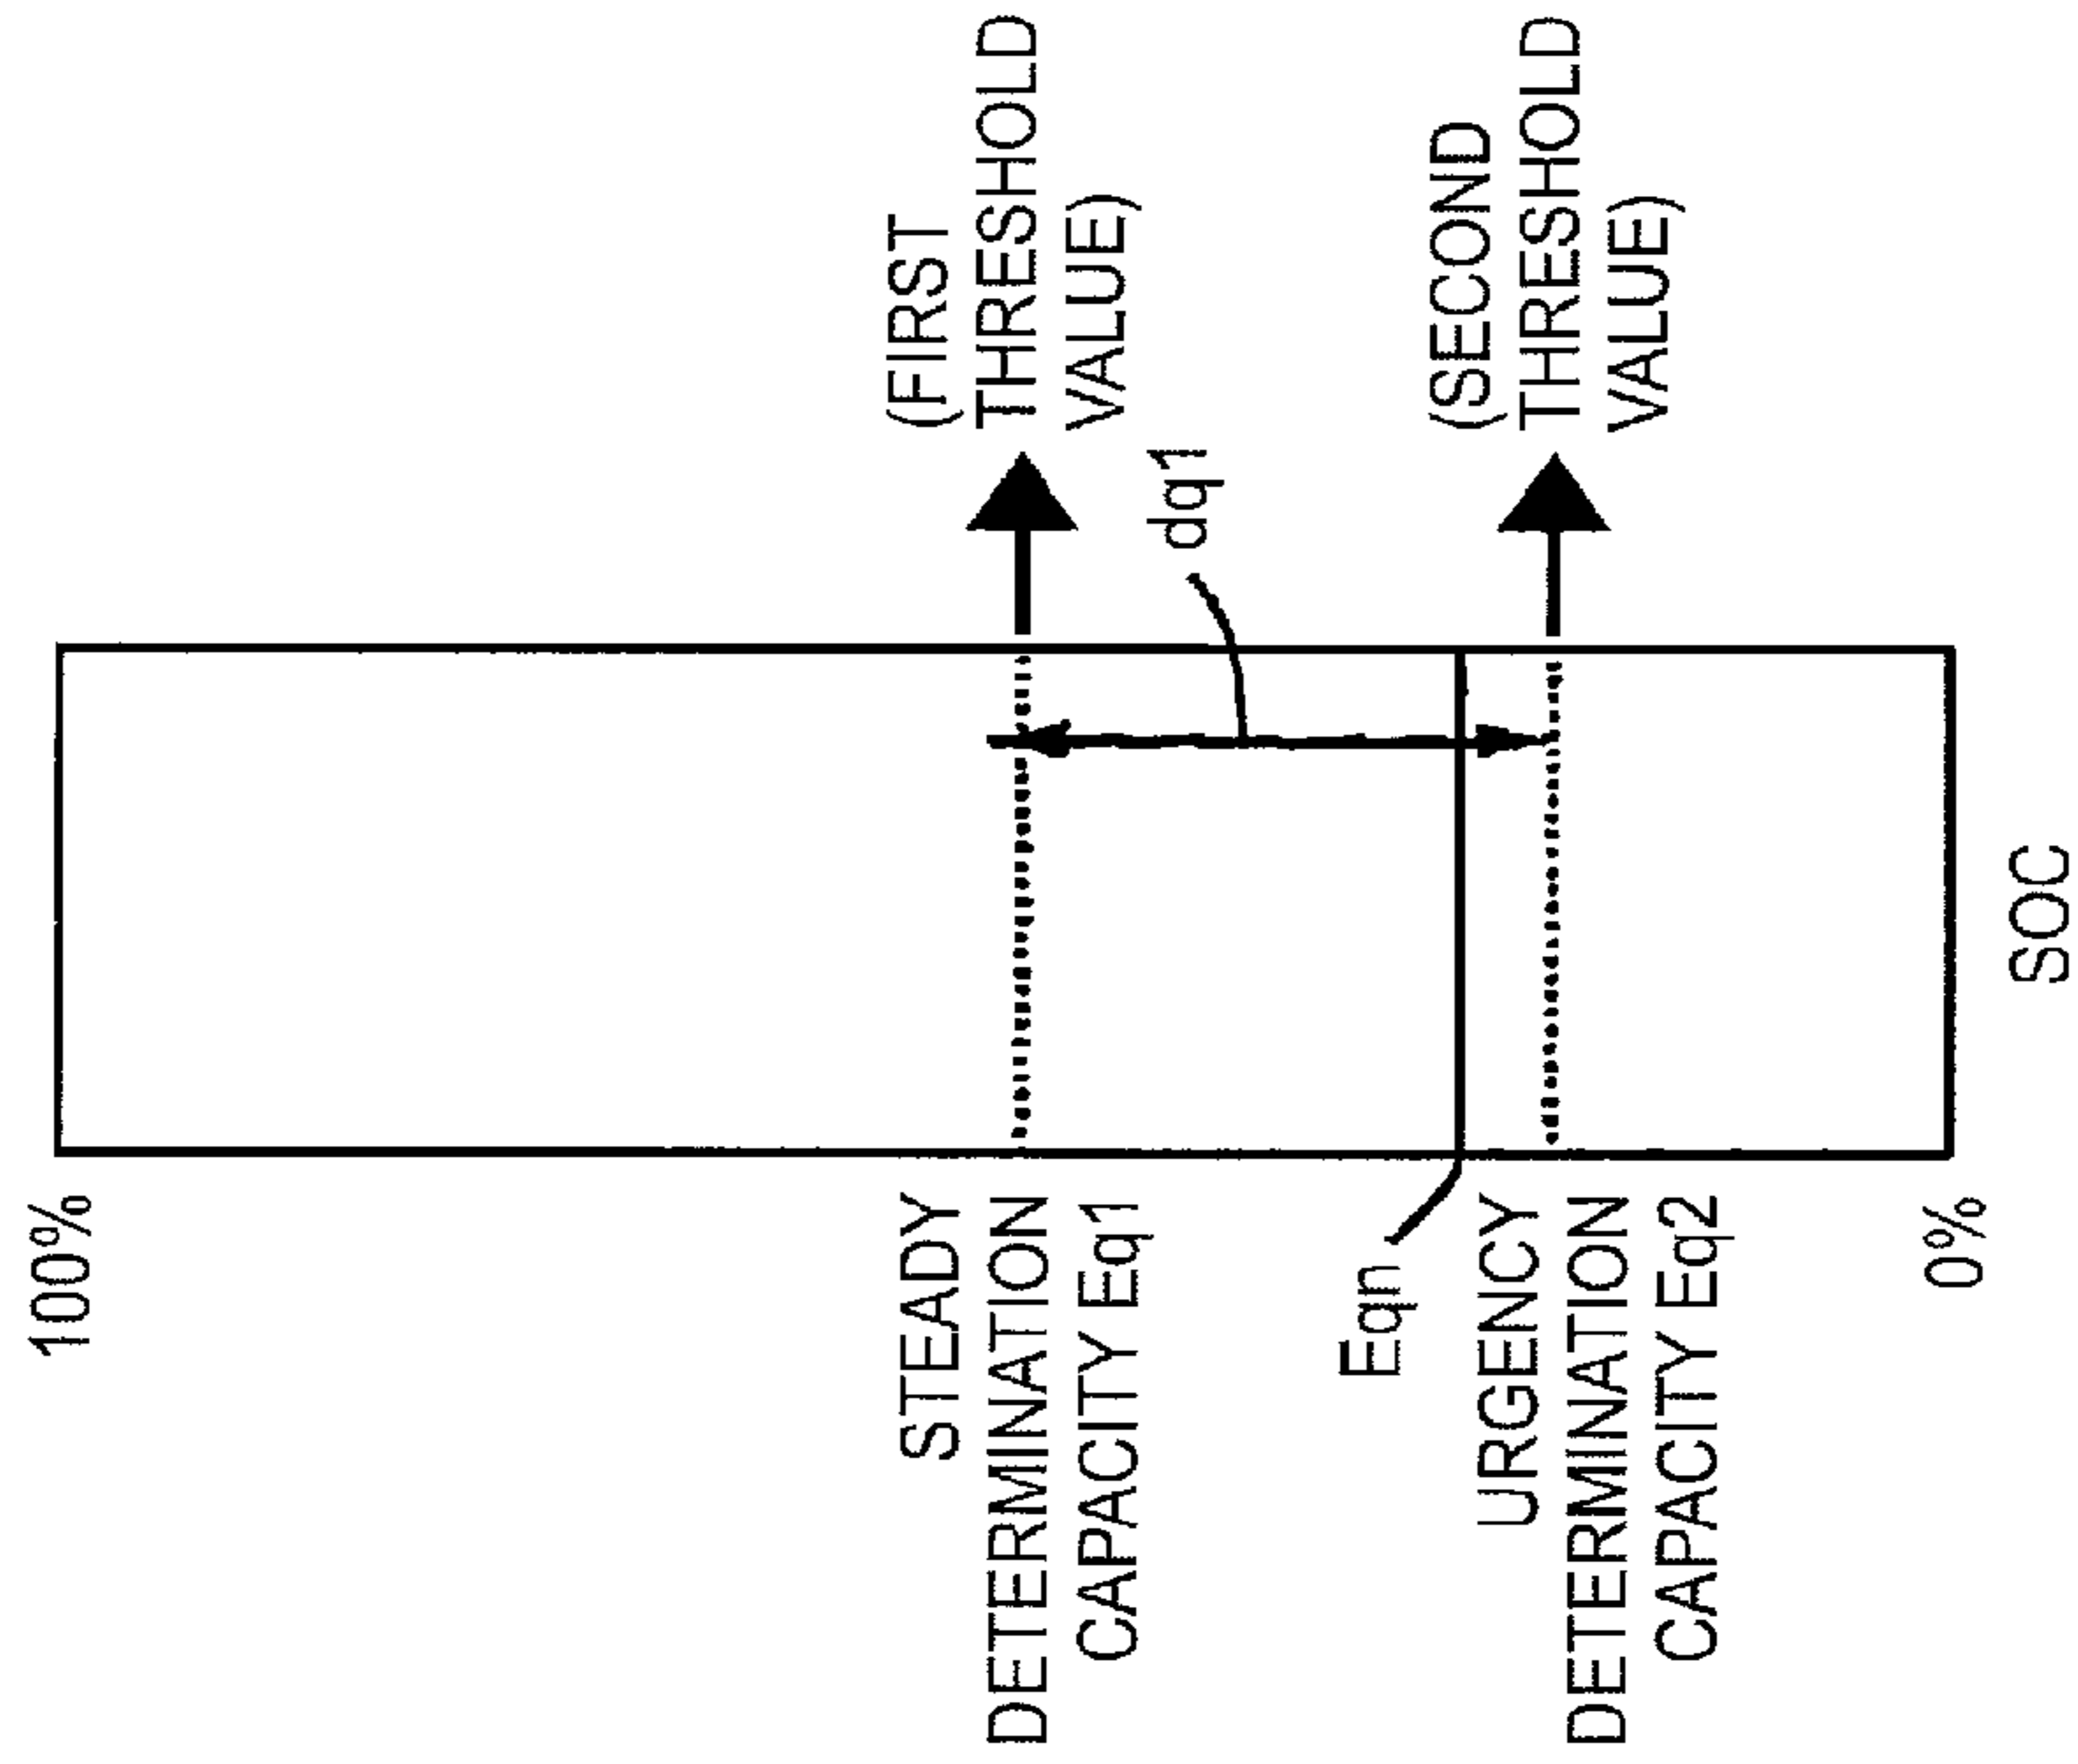 100%
STEADY
DETERMINATION
CAPACITY Eq1
Eqn
URGENCY
DETERMINATION
CAPACITY Eq2
0%
(FIRST
THRESHOLD
VALUE)
dq1
(SECOND
THRESHOLD
VALUE)
SOC